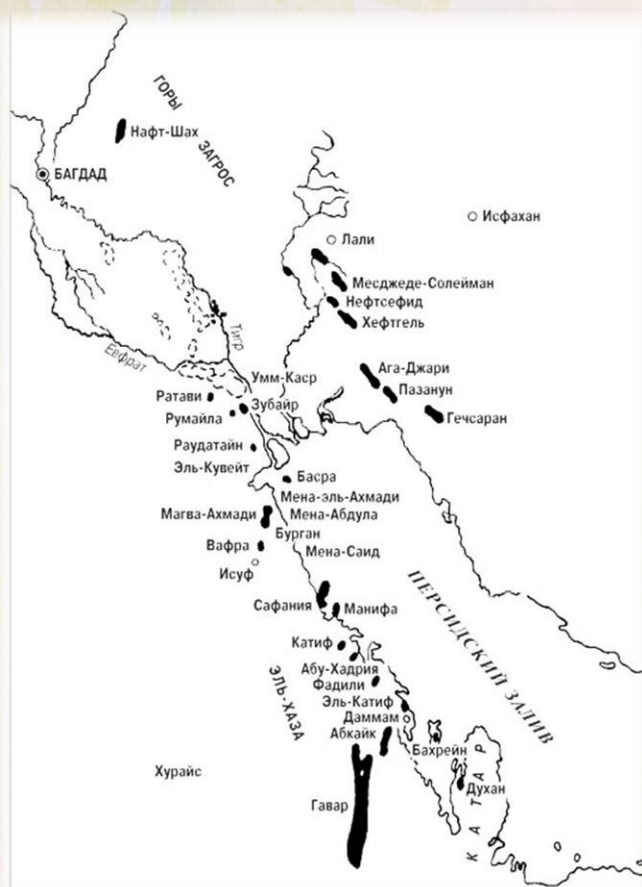 ГОРЫ
ЗАГРОС
Нафт-Шах
БАГДАД
Исфахан
Лали
Месджеде-Солейман
Нефтсефид
Хефтгель
Тигр
Евфрат
Ага-Джари
Умм-Каср
Пазанун
Ратави
Зубайр
Румайла
Гечсаран
Раудатайн
Эль-Кувейт
Басра
Мена-эль-Ахмади
Магва-Ахмади
Мена-Абдула
Бурган
Вафра
Мена-Саид
Исуф
ПЕРСИДСКИЙ ЗАЛИВ
Сафания
Манифа
Катиф
ЭЛЬ-ХАЗА
Абу-Хадрия
Фадили
Эль-Катиф
Даммам
Абкайк
Бахрейн
Хурайс
Духан
КАТАР
Гавар